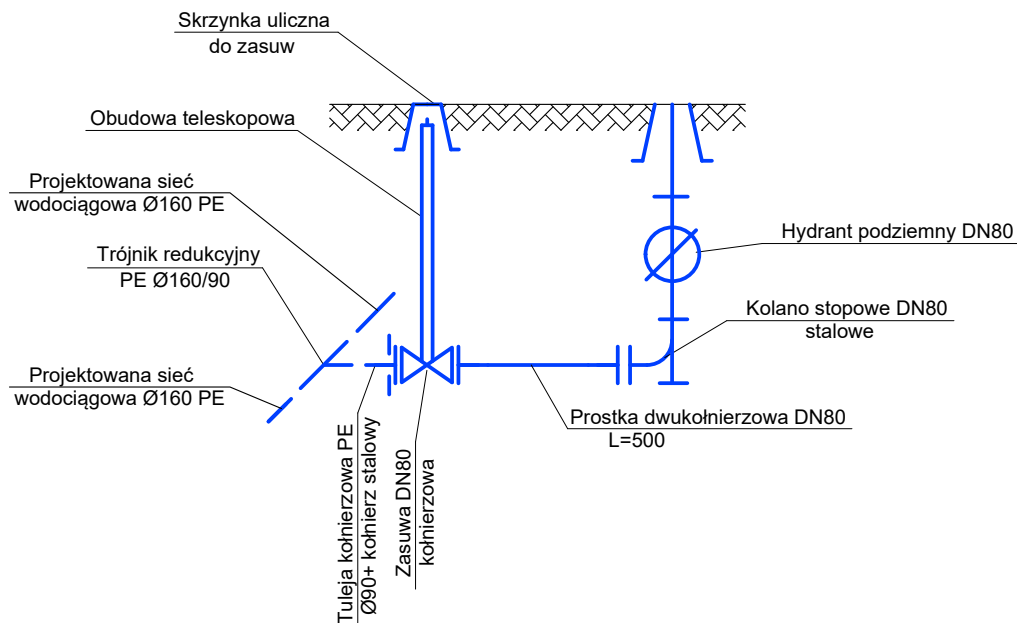 Skrzynka uliczna
do zasuw
Obudowa teleskopowa
Projektowana sieć
wodociągowa Ø160 PE
Trójnik redukcyjny
PE Ø160/90
Projektowana sieć
wodociągowa Ø160 PE
Hydrant podziemny DN80
Kolano stopowe DN80
stalowe
Prostka dwukołnierzowa DN80
L=500
Tuleja kołnierzowa PE
Ø90+ kołnierz stalowy
Zasuwa DN80
kołnierzowa